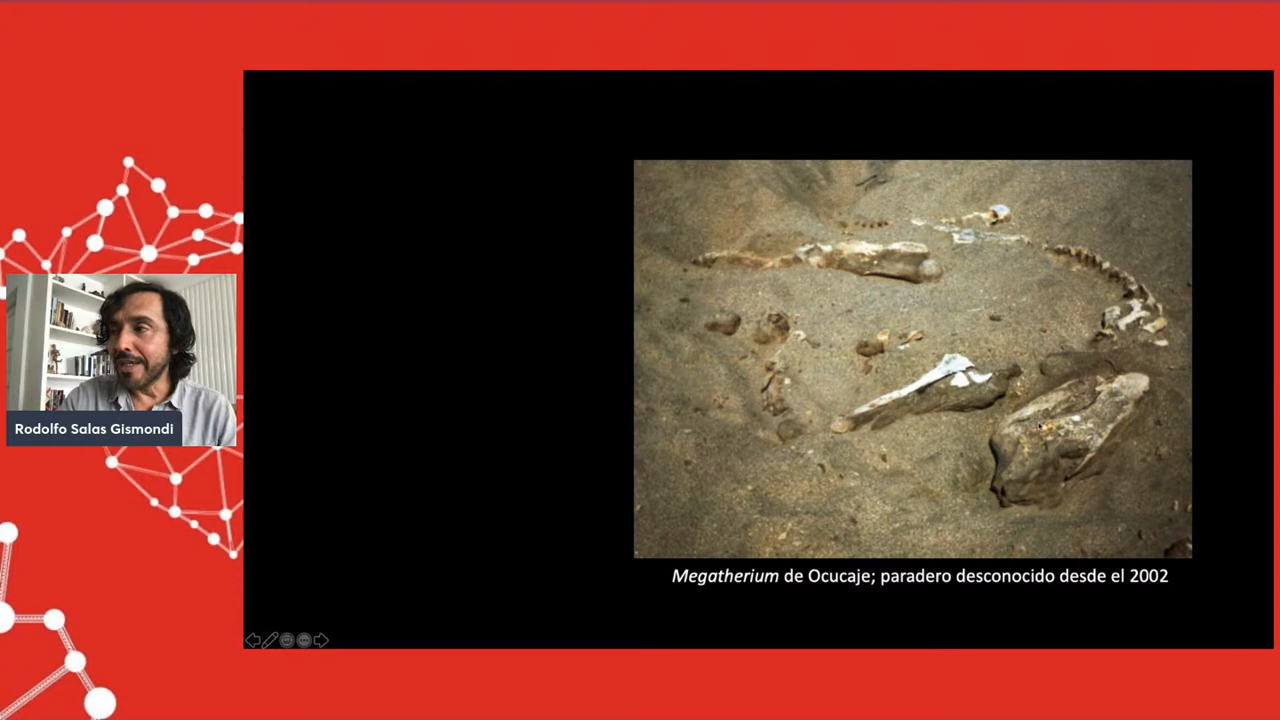 Rodolfo Salas Gismondi
Megatherium de Ocucaje; paradero desconocido desde el 2002